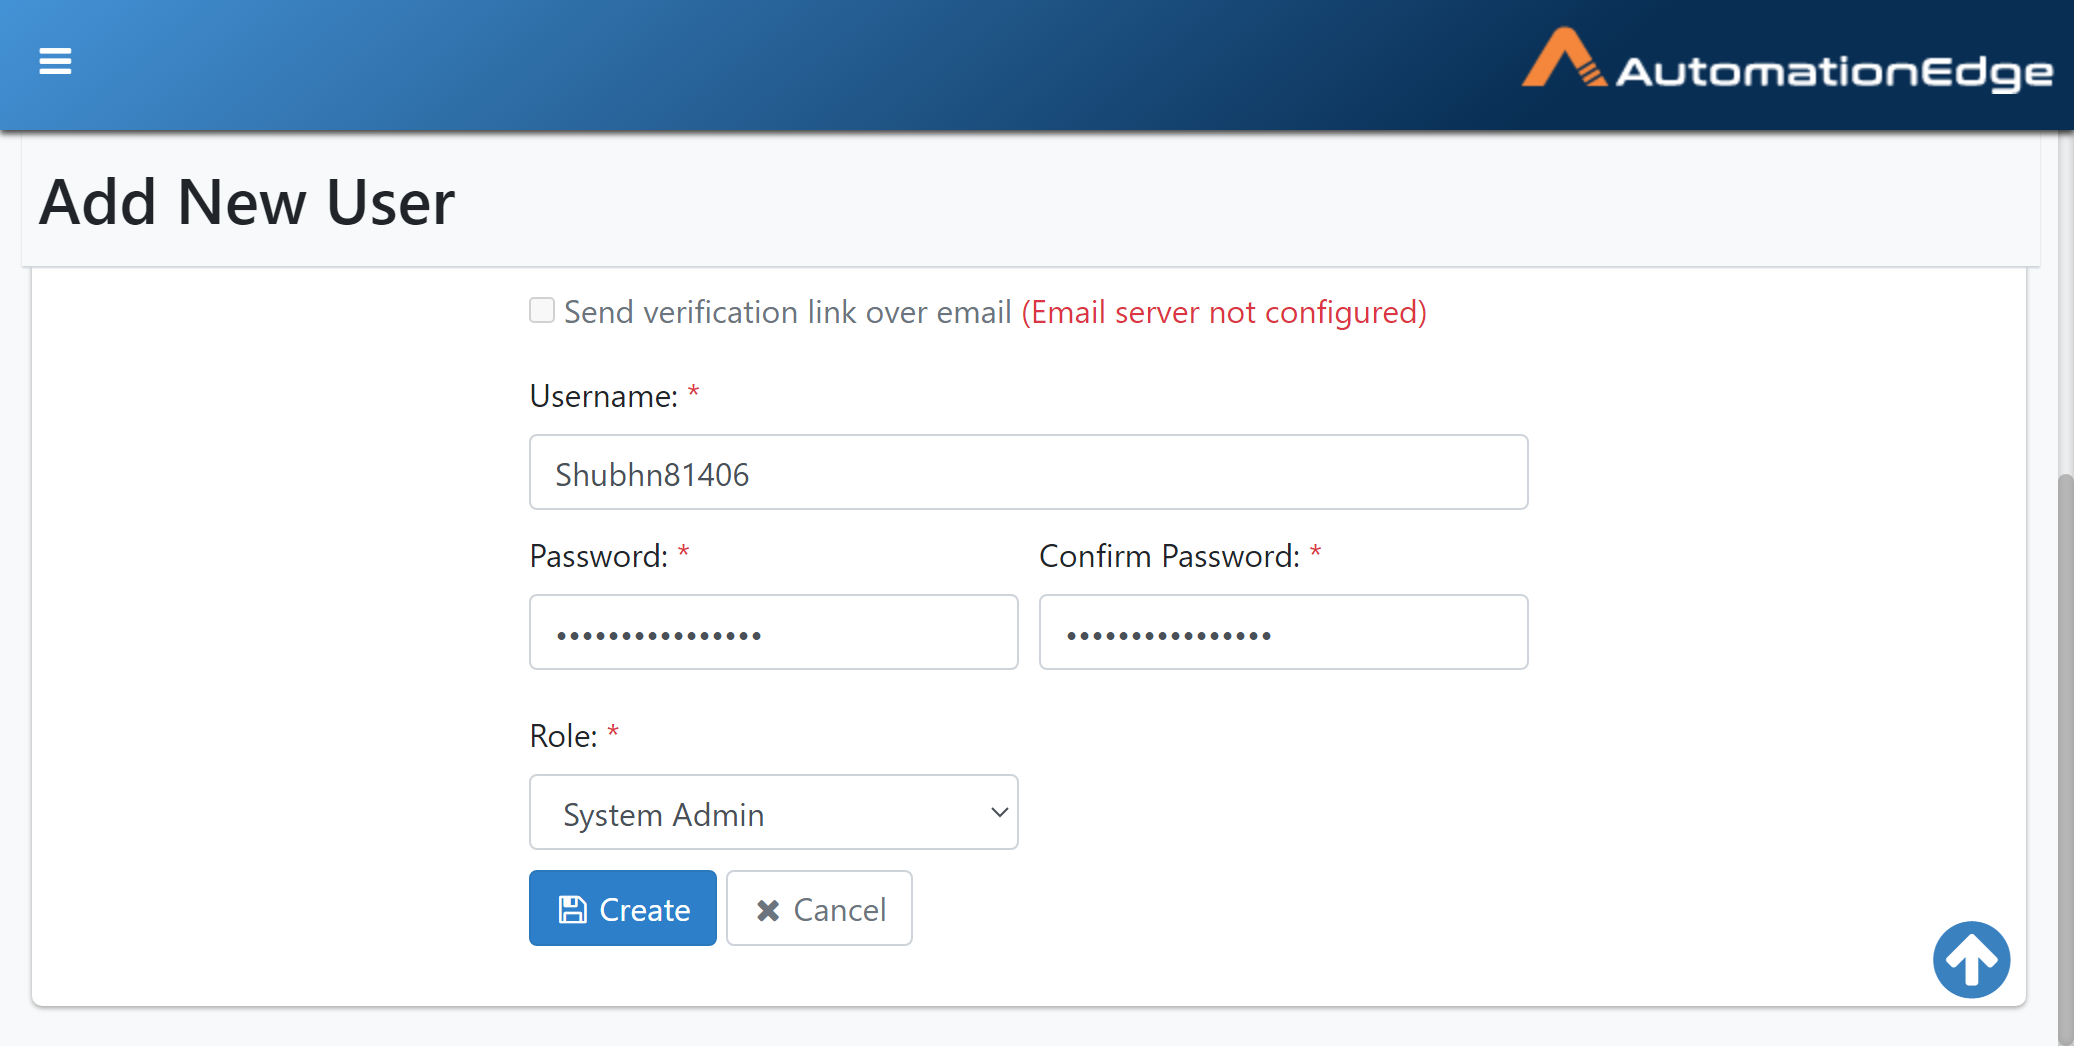 AutomationEdge
Add New User
Send verification link over email (Email server not configured)
Username: *
Shubhn81406
Password: * Confirm Password: *
•••••••••••••••• ••••••••••••••••
Role: *
System Admin
Create Cancel